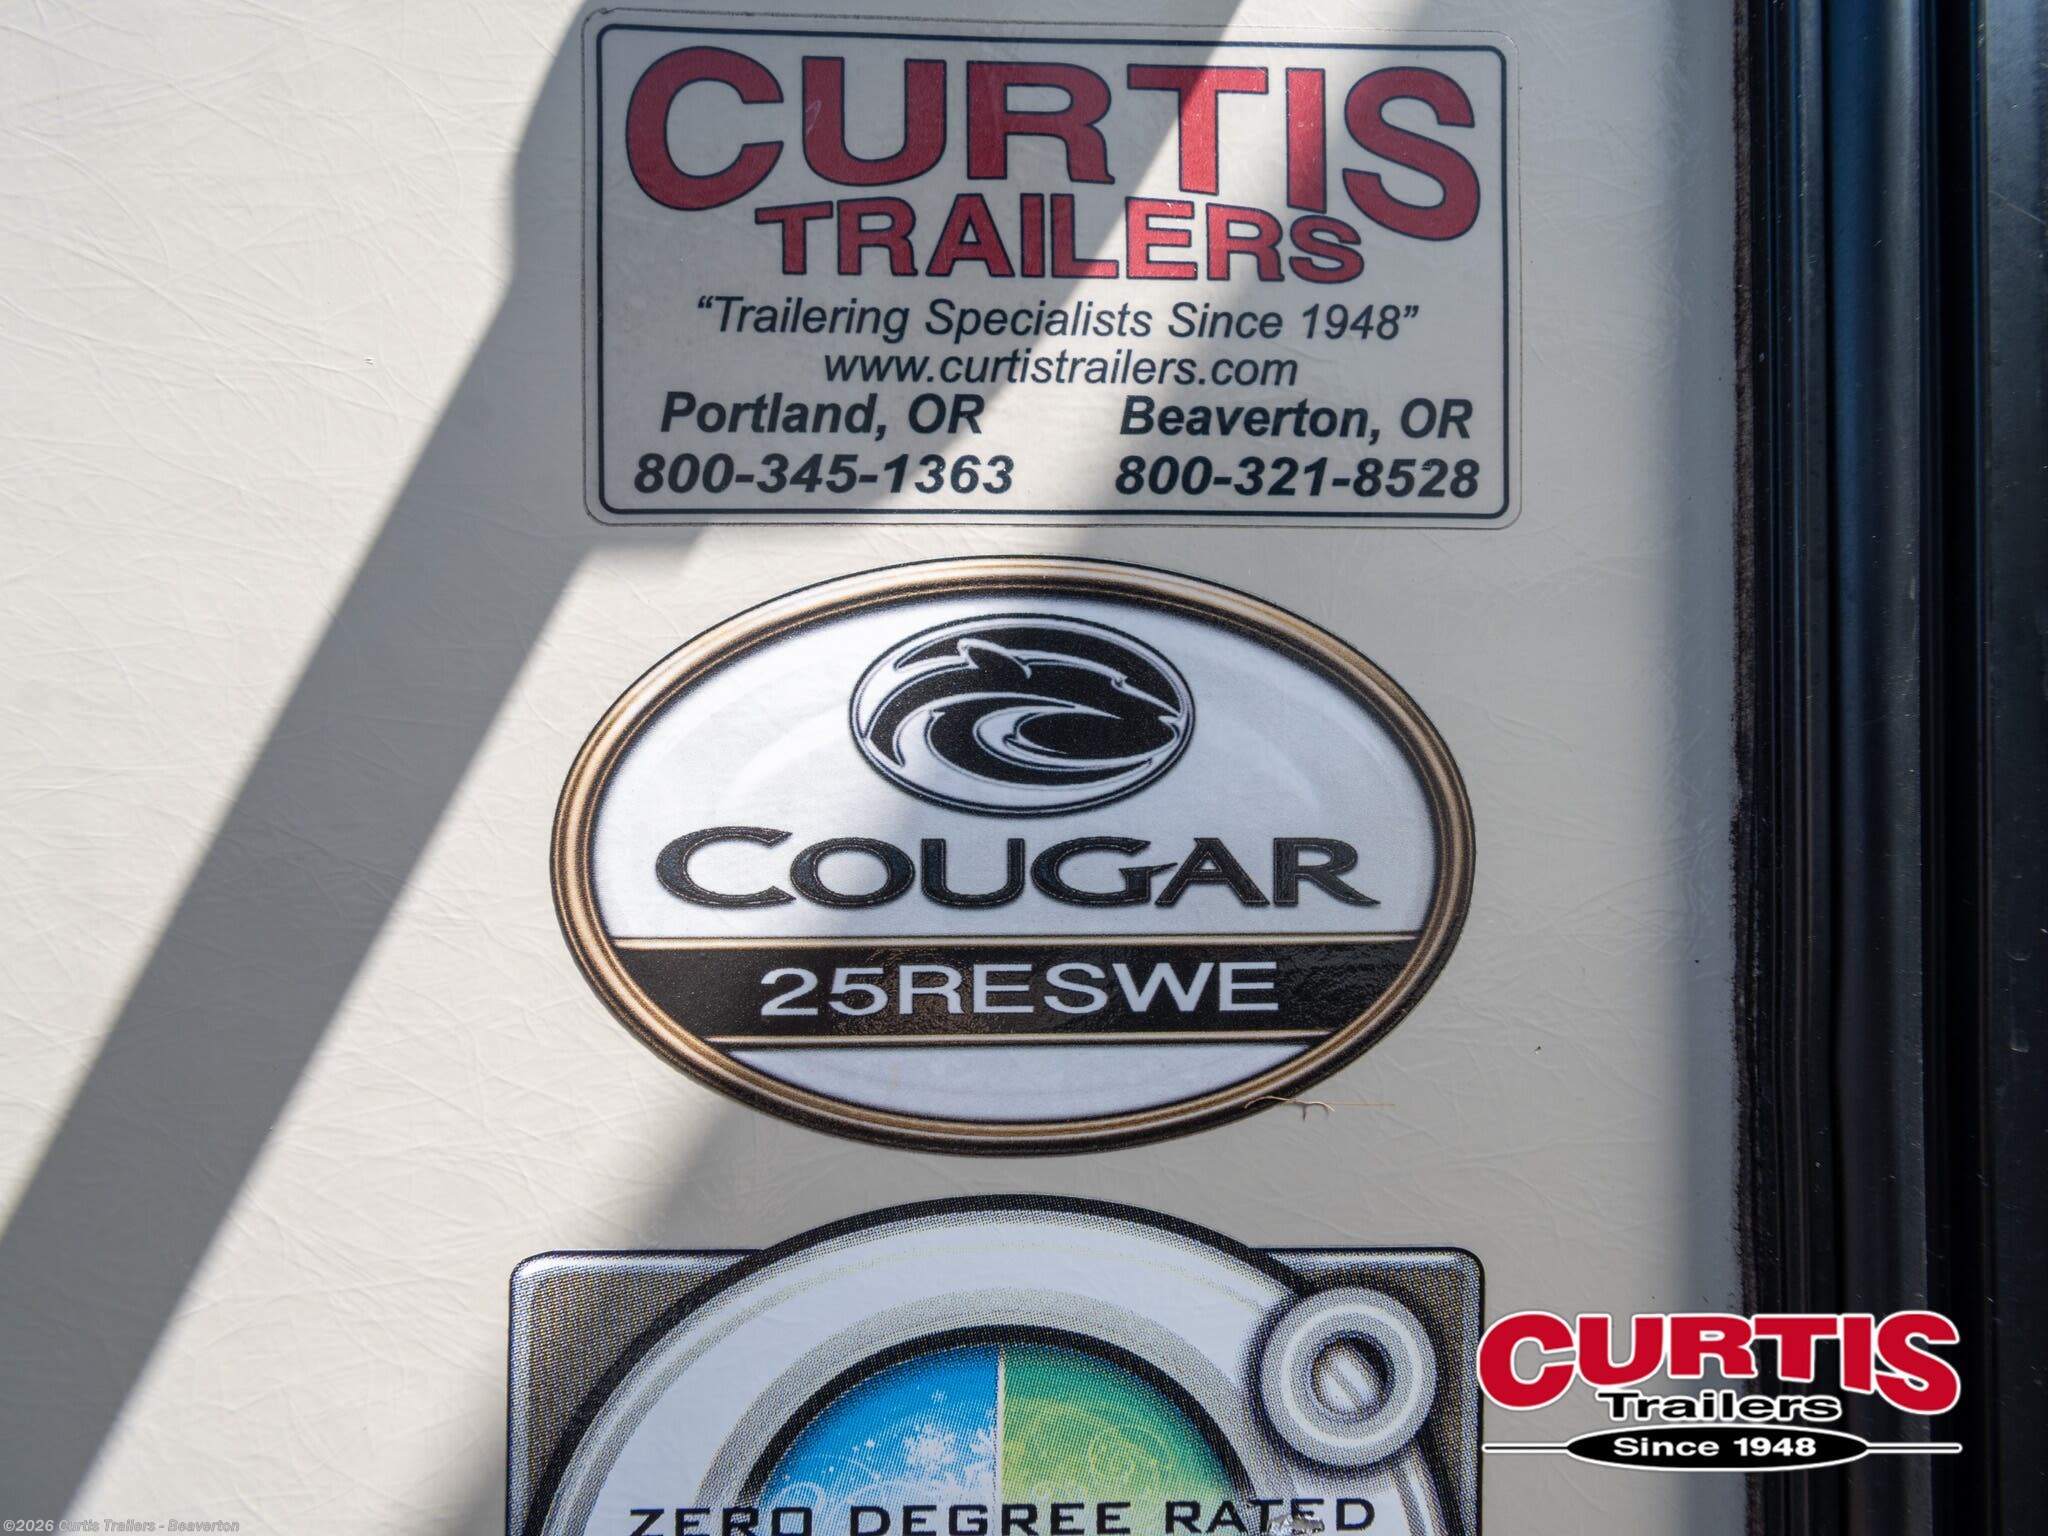 CURTIS
TRAILERS
“Trailering Specialists Since 1948”
www.curtistrailers.com
Portland, OR Beaverton, OR
800-345-1363 800-321-8528
COUGAR
25RESWE
ZERO DEGREE RATED
CURTIS
Trailers
Since 1948
©2026 Curtis Trailers - Beaverton